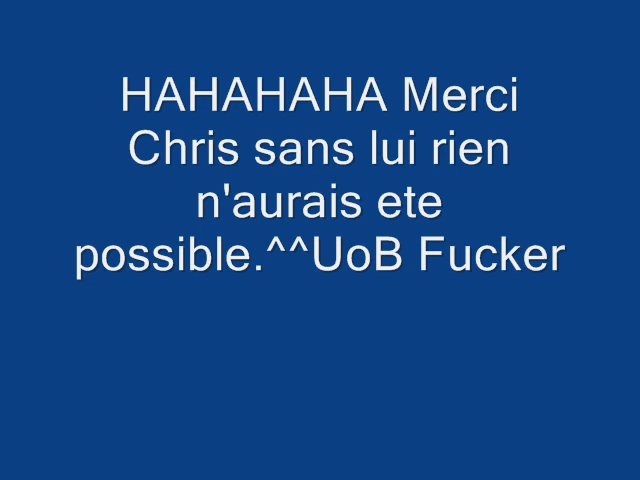 HAHAHAHA Merci
Chris sans lui rien
n'aurais ete
possible.^^UoB Fucker